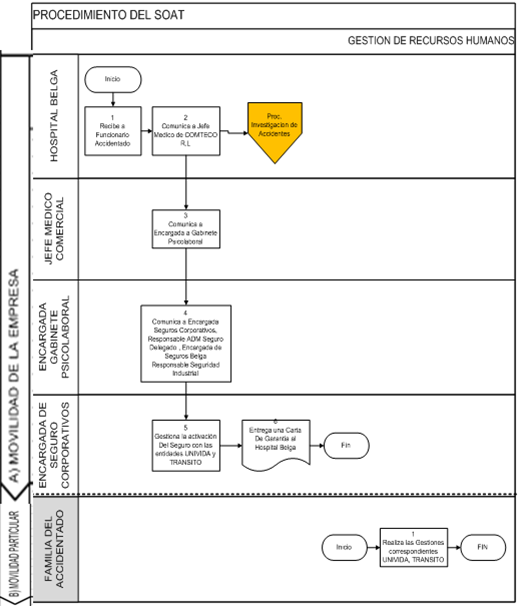 PROCEDIMIENTO DEL SOAT
GESTION DE RECURSOS HUMANOS
A) MOVILIDAD DE LA EMPRESA
HOSPITAL BELGA
Inicio
1
Recibe a
Funcionario
Accidentado
2
Comunica a Jefe
Medico de COMTECO
R.L
Proc.
Investigacion de
Accidentes
JEFE MEDICO
COMERCIAL
3
Comunica a
Encargada a Gabinete
Psicolaboral
ENCARGADA
GABINETE
PSICOLABORAL
4
Comunica a Encargada
Seguros Corporativos,
Responsable ADM Seguro
Delegado , Encargada de
Seguros Belga
Responsable Seguridad
Industrial
ENCARGADA DE
SEGURO
CORPORATIVOS
5
Gestiona la activación
Del Seguro con las
entidades UNIVIDA y
TRANSITO
6
Entrega una Carta
De Garantía al
Hospital Belga
Fin
B) MOVILIDAD PARTICULAR
FAMILIA DEL
ACCIDENTADO
Inicio
1
Realiza las Gestiones
correspondientes
UNIVIDA, TRANSITO
FIN